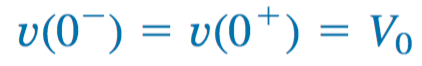 v(0⁻) = v(0⁺) = V₀